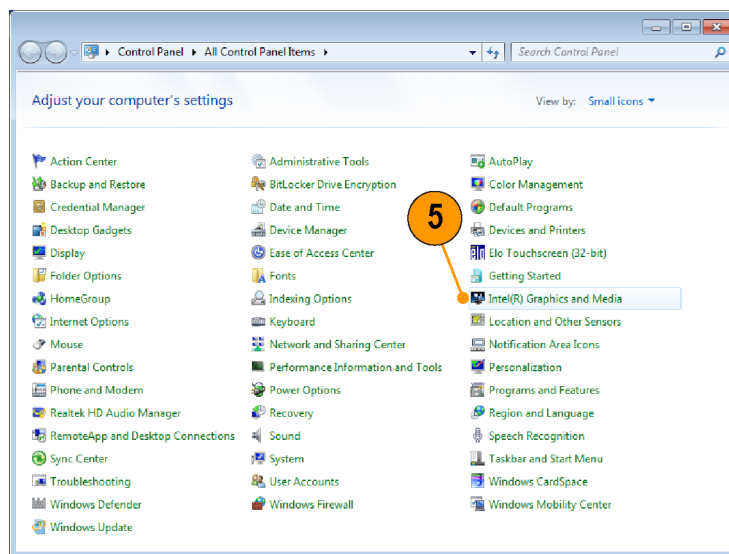 Control Panel ▸ All Control Panel Items ▸
Search Control Panel
Adjust your computer's settings
View by: Small icons
Action Center
Administrative Tools
AutoPlay
Backup and Restore
BitLocker Drive Encryption
Color Management
Credential Manager
Date and Time
Default Programs
Desktop Gadgets
Device Manager
Devices and Printers
Display
Ease of Access Center
Elo Touchscreen (32-bit)
Folder Options
Fonts
Getting Started
HomeGroup
Indexing Options
Intel(R) Graphics and Media
Internet Options
Keyboard
Location and Other Sensors
Mouse
Network and Sharing Center
Notification Area Icons
Parental Controls
Performance Information and Tools
Personalization
Phone and Modem
Power Options
Programs and Features
Realtek HD Audio Manager
Recovery
Region and Language
RemoteApp and Desktop Connections
Sound
Speech Recognition
Sync Center
System
Taskbar and Start Menu
Troubleshooting
User Accounts
Windows CardSpace
Windows Defender
Windows Firewall
Windows Mobility Center
Windows Update
5